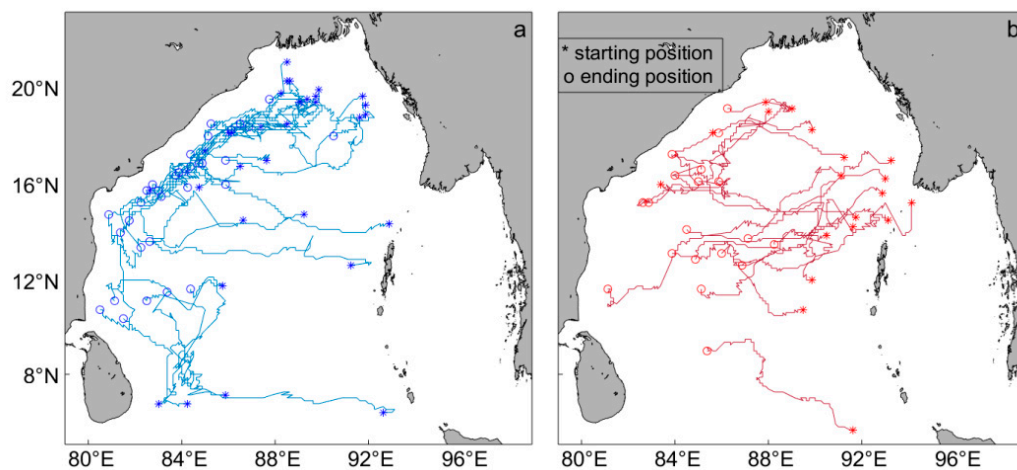 a
b
* starting position
o ending position
20°N
16°N
12°N
8°N
80°E 84°E 88°E 92°E 96°E
80°E 84°E 88°E 92°E 96°E